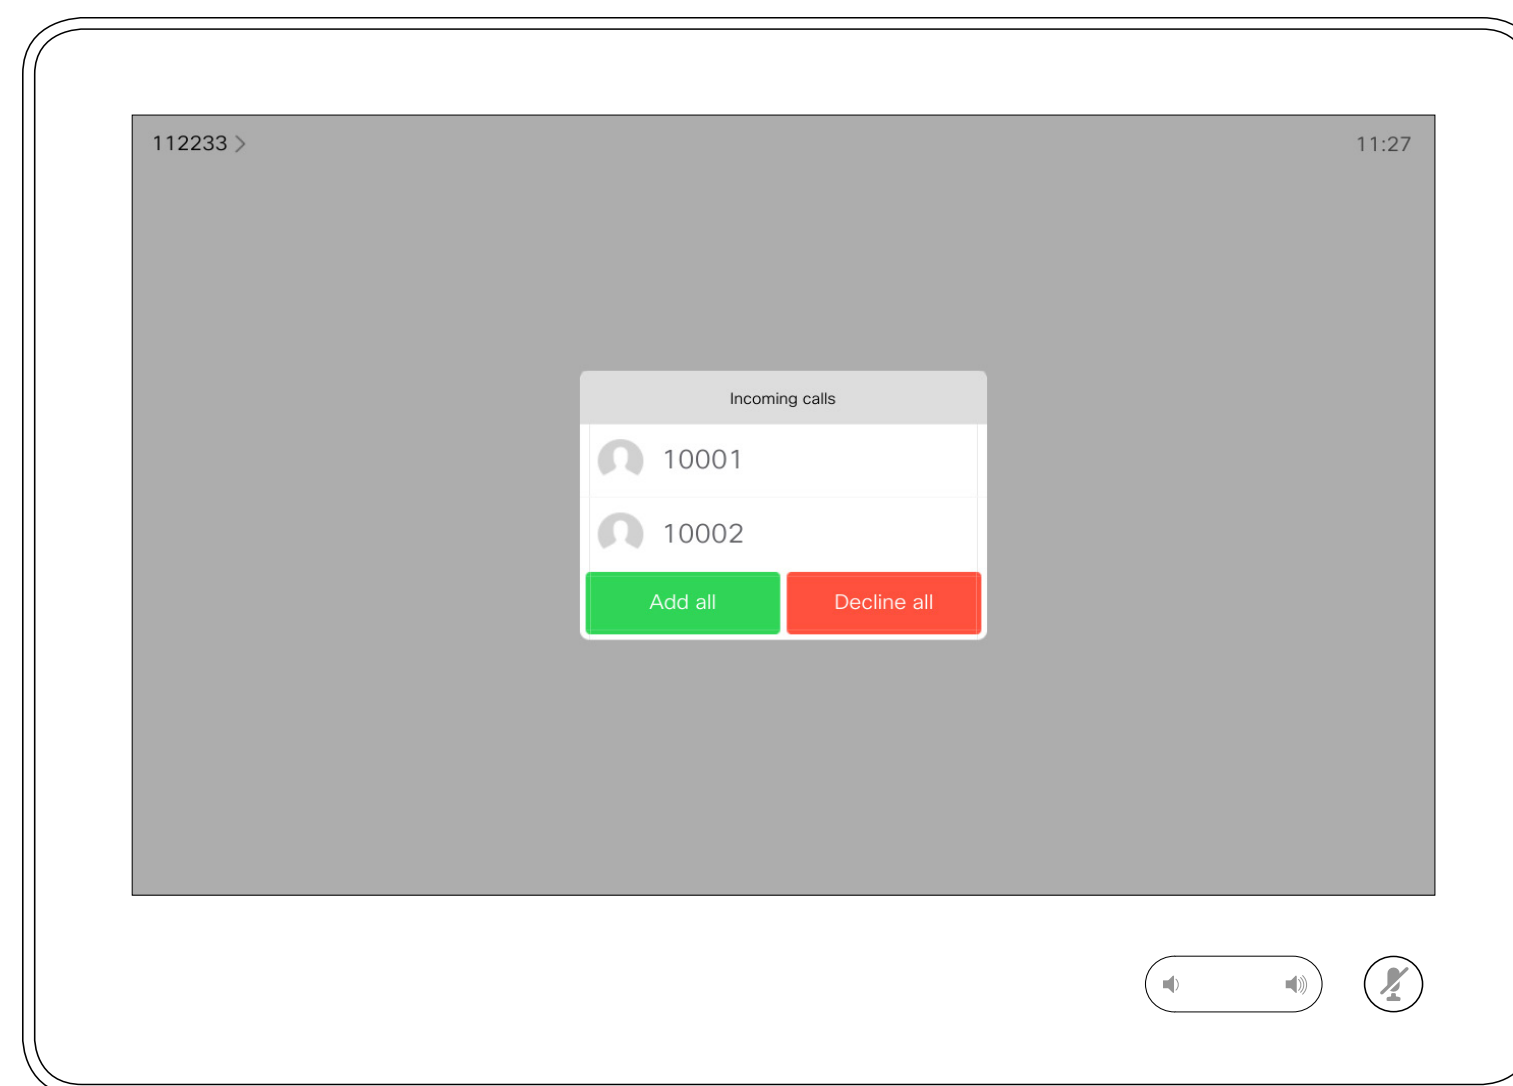 112233 >
11:27
Incoming calls
10001
10002
Add all
Decline all